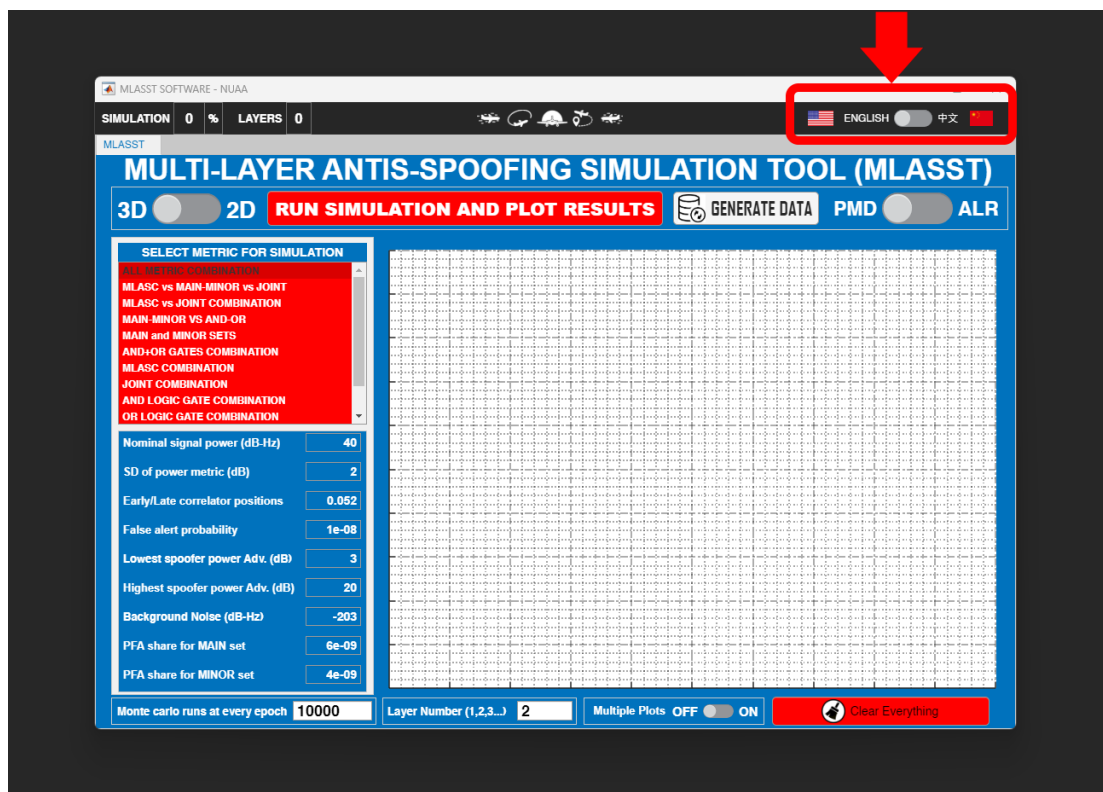 MLASST SOFTWARE - NUAA
SIMULATION 0 % LAYERS 0 ENGLISH 中文
MLASST
MULTI-LAYER ANTIS-SPOOFING SIMULATION TOOL (MLASST)
3D 2D RUN SIMULATION AND PLOT RESULTS GENERATE DATA PMD ALR
SELECT METRIC FOR SIMULATION
ALL METRIC COMBINATION
MLASC vs MAIN-MINOR vs JOINT
MLASC vs JOINT COMBINATION
MAIN-MINOR VS AND-OR
MAIN and MINOR SETS
AND+OR GATES COMBINATION
MLASC COMBINATION
JOINT COMBINATION
AND LOGIC GATE COMBINATION
OR LOGIC GATE COMBINATION
Nominal signal power (dB-Hz) 40
SD of power metric (dB) 2
Early/Late correlator positions 0.052
False alert probability 1e-08
Lowest spoofer power Adv. (dB) 3
Highest spoofer power Adv. (dB) 20
Background Noise (dB-Hz) -203
PFA share for MAIN set 6e-09
PFA share for MINOR set 4e-09
Monte carlo runs at every epoch 10000 Layer Number (1,2,3...) 2 Multiple Plots OFF ON Clear Everything